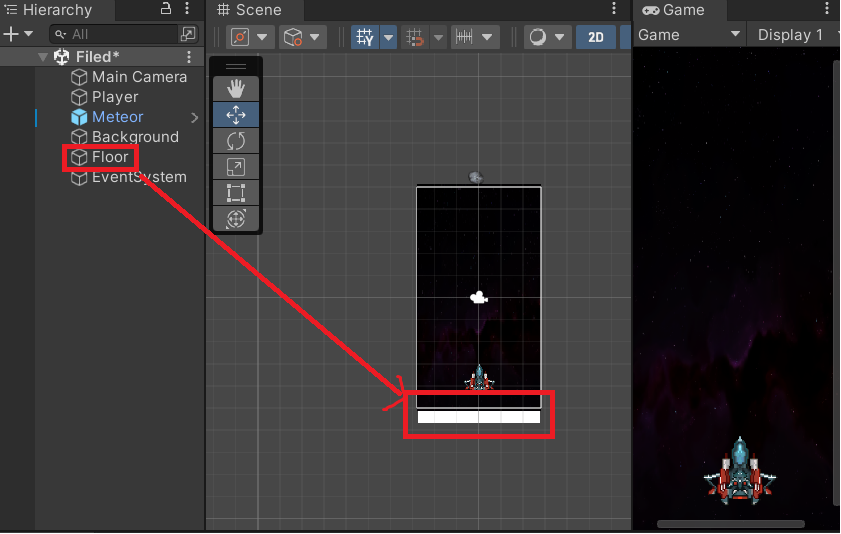 Hierarchy
Scene
Game
All
2D
Game
Display 1
Filed*
Main Camera
Player
Meteor
Background
Floor
EventSystem